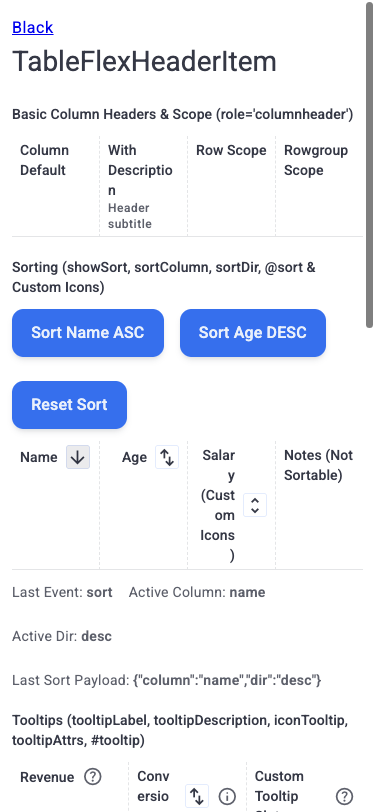 Black
TableFlexHeaderItem
Basic Column Headers & Scope (role='columnheader')
Column
Default
With
Descriptio
n
Header
subtitle
Row Scope
Rowgroup
Scope
Sorting (showSort, sortColumn, sortDir, @sort &
Custom Icons)
Sort Name ASC
Sort Age DESC
Reset Sort
Name
Age
Salar
y
(Cust
om
Icons
)
Notes (Not
Sortable)
Last Event: sort Active Column: name
Active Dir: desc
Last Sort Payload: {"column":"name","dir":"desc"}
Tooltips (tooltipLabel, tooltipDescription, iconTooltip,
tooltipAttrs, #tooltip)
Revenue
Conv
ersio
Custom
Tooltip